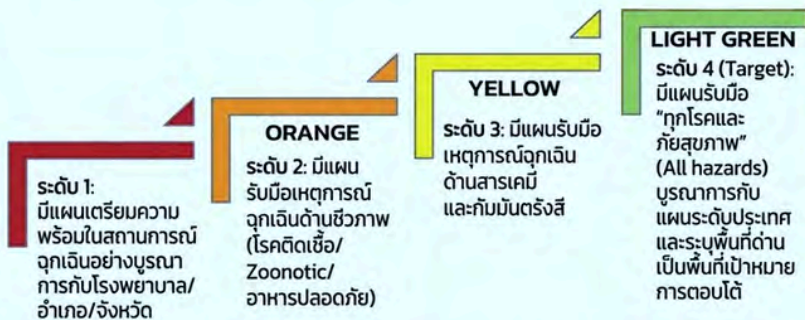 ระดับ 1:
มีแผนเตรียมความ
พร้อมในสถานการณ์
ฉุกเฉินอย่างบูรณา
การกับโรงพยาบาล/
อำเภอ/จังหวัด
ORANGE
ระดับ 2: มีแผน
รับมือเหตุการณ์
ฉุกเฉินด้านชีวภาพ
(โรคติดเชื้อ/
Zoonotic/
อาหารปลอดภัย)
YELLOW
ระดับ 3: มีแผนรับมือ
เหตุการณ์ฉุกเฉิน
ด้านสารเคมี
และกัมมันตรังสี
LIGHT GREEN
ระดับ 4 (Target):
มีแผนรับมือ
"ทุกโรคและ
ภัยสุขภาพ"
(All hazards)
บูรณาการกับ
แผนระดับประเทศ
และระบุพื้นที่ด่าน
เป็นพื้นที่เป้าหมาย
การตอบโต้